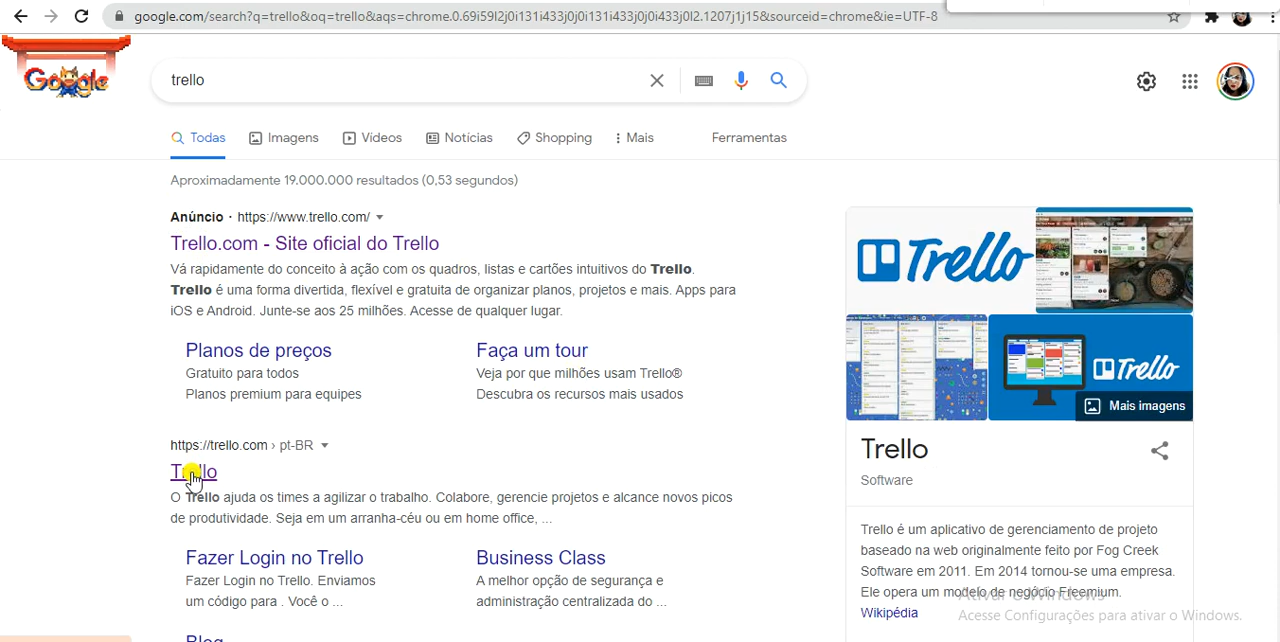 google.com/search?q=trello&oq=trello&aqs=chrome.0.69i59l2j0i131i433j0j0i131i433j0j0i433j0l2.1207j1j15&sourceid=chrome&ie=UTF-8
Google
trello
Todas
Imagens
Vídeos
Notícias
Shopping
Mais
Ferramentas
Aproximadamente 19.000.000 resultados (0,53 segundos)
Anúncio · https://www.trello.com/
Trello.com - Site oficial do Trello
Vá rapidamente do conceito à ação com os quadros, listas e cartões intuitivos do Trello.
Trello é uma forma divertida, flexível e gratuita de organizar planos, projetos e mais. Apps para
iOS e Android. Junte-se aos 25 milhões. Acesse de qualquer lugar.
Planos de preços
Gratuito para todos
Planos premium para equipes
Faça um tour
Veja por que milhões usam Trello®
Descubra os recursos mais usados
https://trello.com › pt-BR
Trello
O Trello ajuda os times a agilizar o trabalho. Colabore, gerencie projetos e alcance novos picos
de produtividade. Seja em um arranha-céu ou em home office, ...
Fazer Login no Trello
Fazer Login no Trello. Enviamos
um código para . Você o ...
Business Class
A melhor opção de segurança e
administração centralizada do ...
Blog
Trello
Trello
Mais imagens
Trello
Software
Trello é um aplicativo de gerenciamento de projeto
baseado na web originalmente feito por Fog Creek
Software em 2011. Em 2014 tornou-se uma empresa.
Ele opera um modelo de negócio Freemium.
Wikipédia
Ativar o Windows
Acesse Configurações para ativar o Windows.